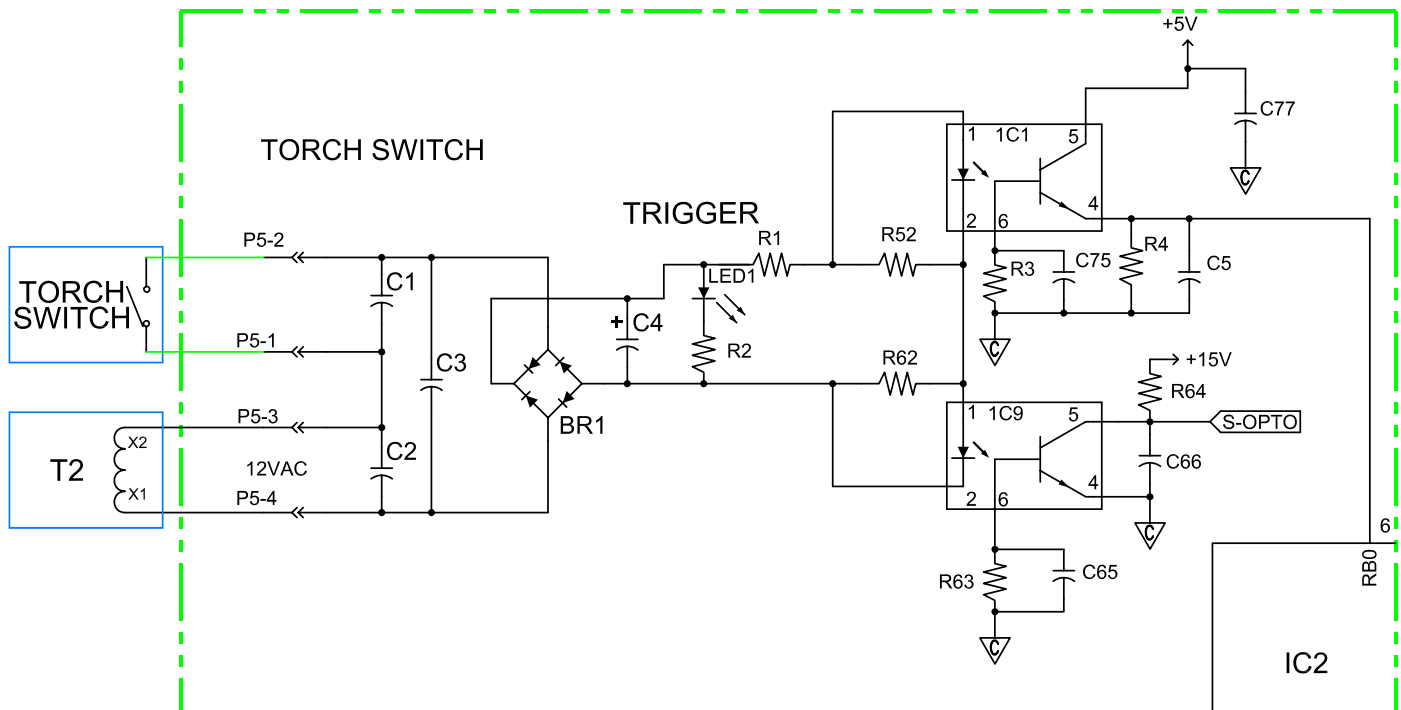 +5V
C77
C
TORCH SWITCH
1
1C1
5
2
6
4
TRIGGER
P5-2
R1
R52
LED1
R3
C75
R4
C5
TORCH
SWITCH
C1
+
C4
R2
C
P5-1
C3
R62
+15V
R64
P5-3
BR1
1
1C9
5
S-OPTO
T2
X2
X1
12VAC
C2
C66
P5-4
2
6
4
C
6
RB0
R63
C65
C
IC2